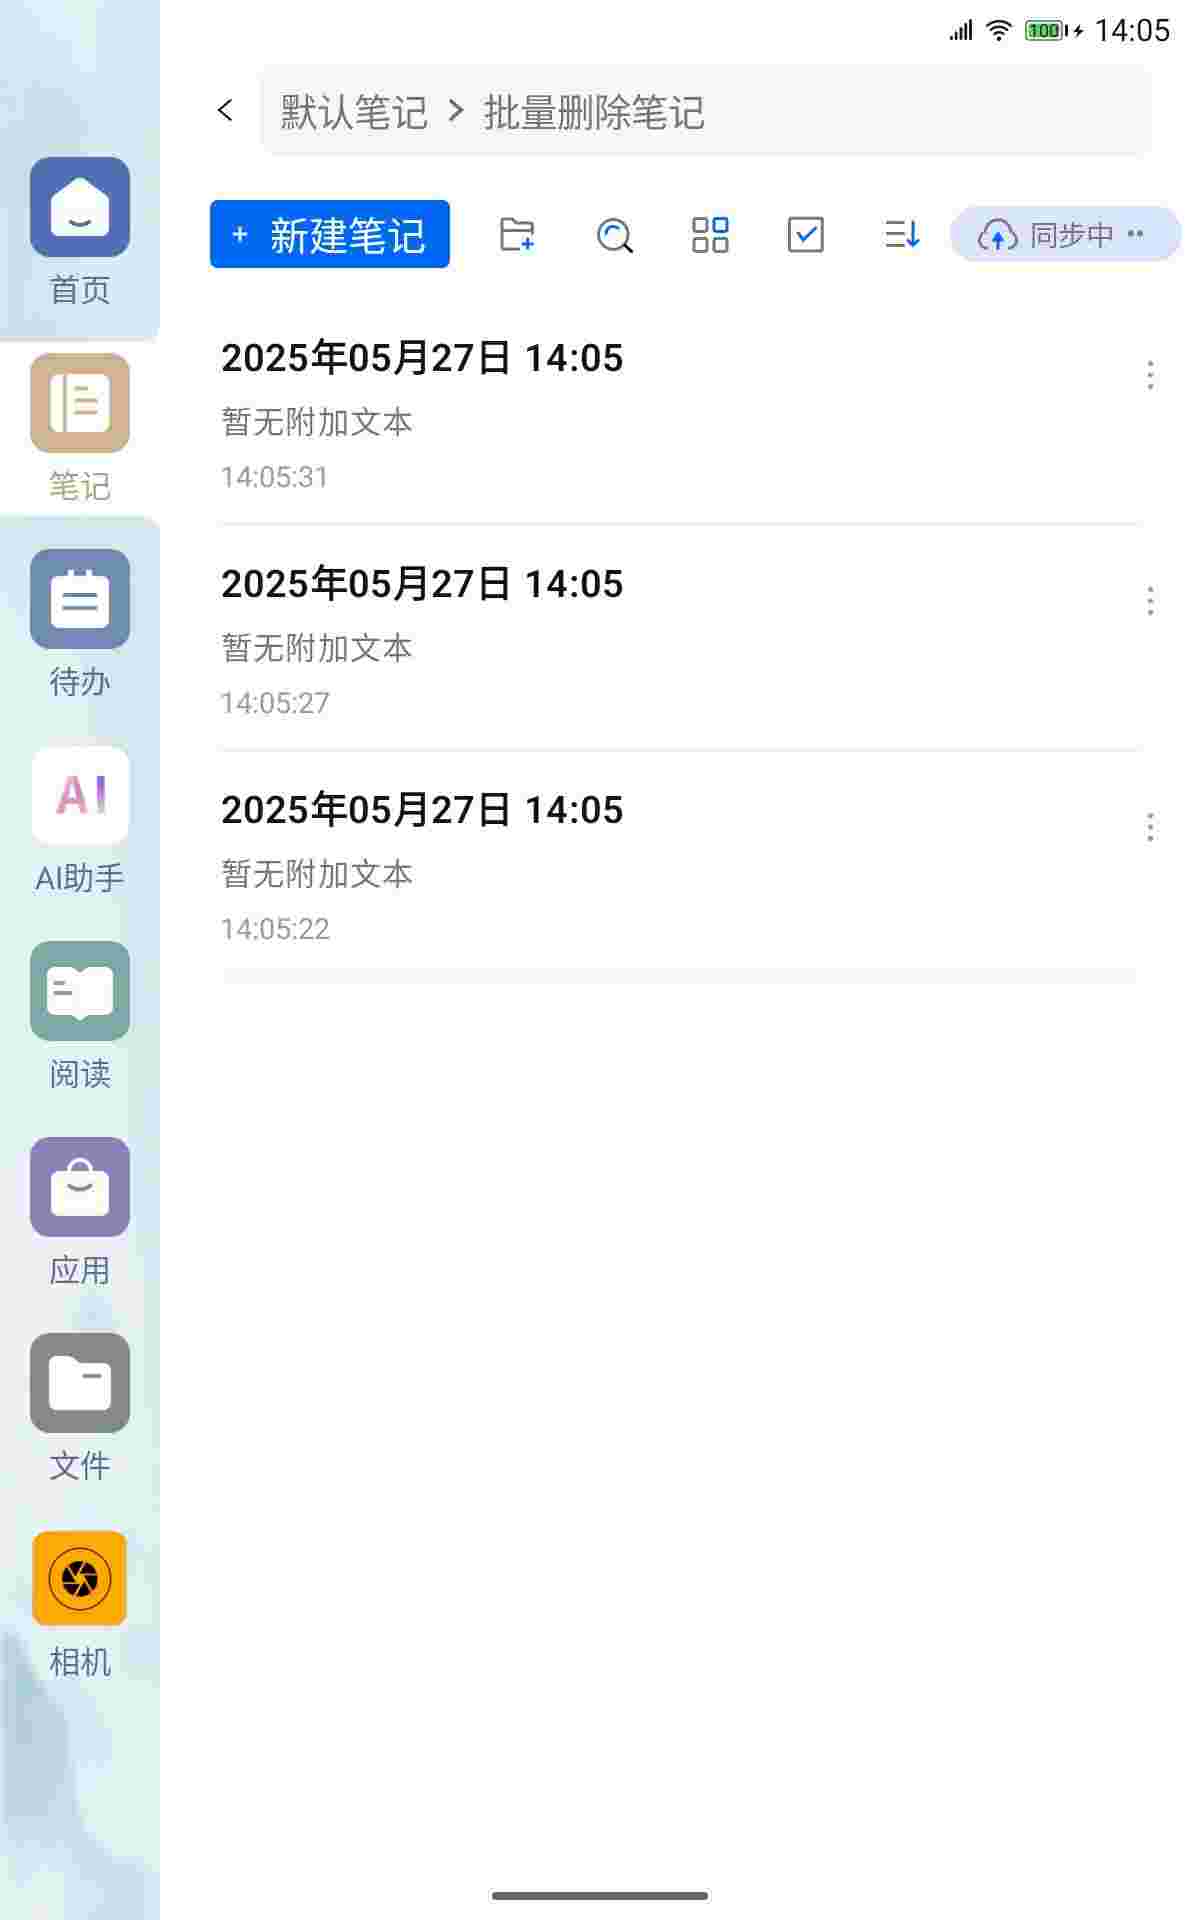 100 14:05
默认笔记 > 批量删除笔记
+ 新建笔记
同步中 ··
首页
笔记
待办
AI
AI助手
阅读
应用
文件
相机
2025年05月27日 14:05
暂无附加文本
14:05:31
2025年05月27日 14:05
暂无附加文本
14:05:27
2025年05月27日 14:05
暂无附加文本
14:05:22